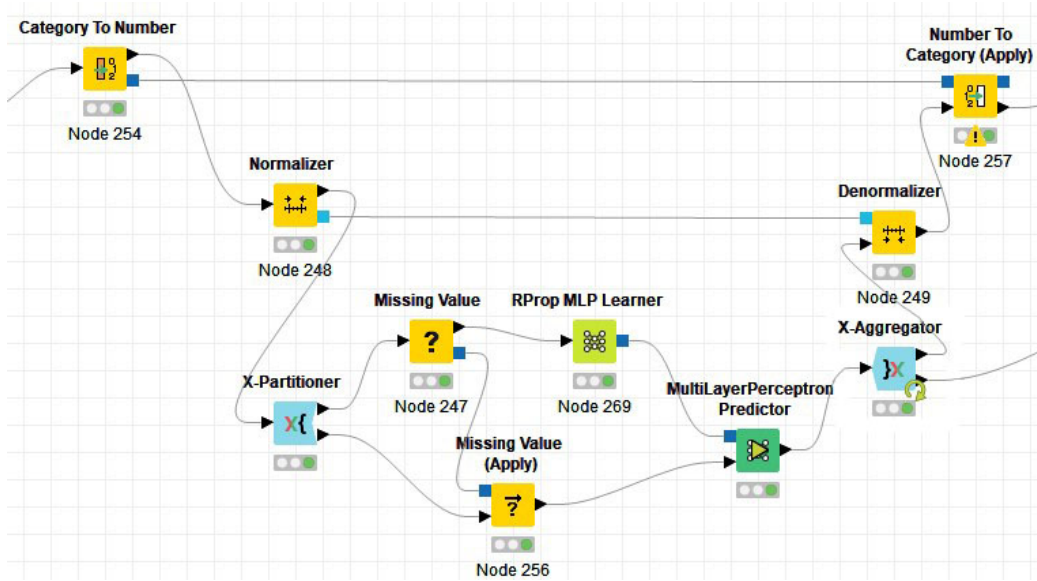 Category To Number
Node 254
Number To
Category (Apply)
Node 257
Normalizer
Node 248
Denormalizer
Node 249
Missing Value
Node 247
RProp MLP Learner
Node 269
X-Aggregator
X-Partitioner
MultiLayerPerceptron
Predictor
Missing Value
(Apply)
Node 256